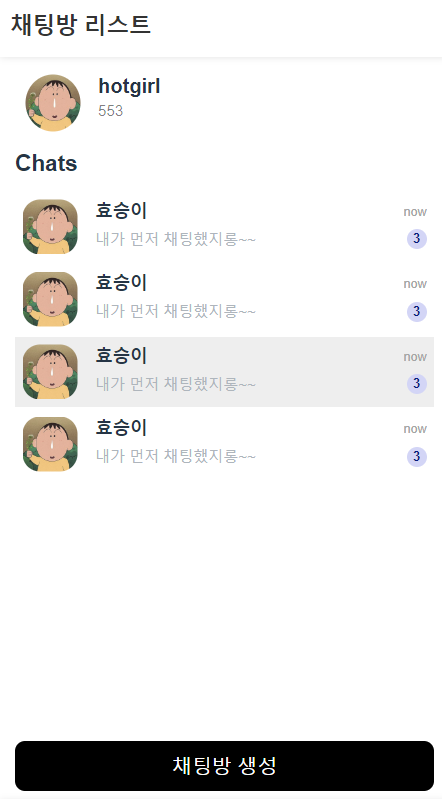 채팅방 리스트
hotgirl
553
Chats
효승이
now
내가 먼저 채팅했지롱~~
3
효승이
now
내가 먼저 채팅했지롱~~
3
효승이
now
내가 먼저 채팅했지롱~~
3
효승이
now
내가 먼저 채팅했지롱~~
3
채팅방 생성